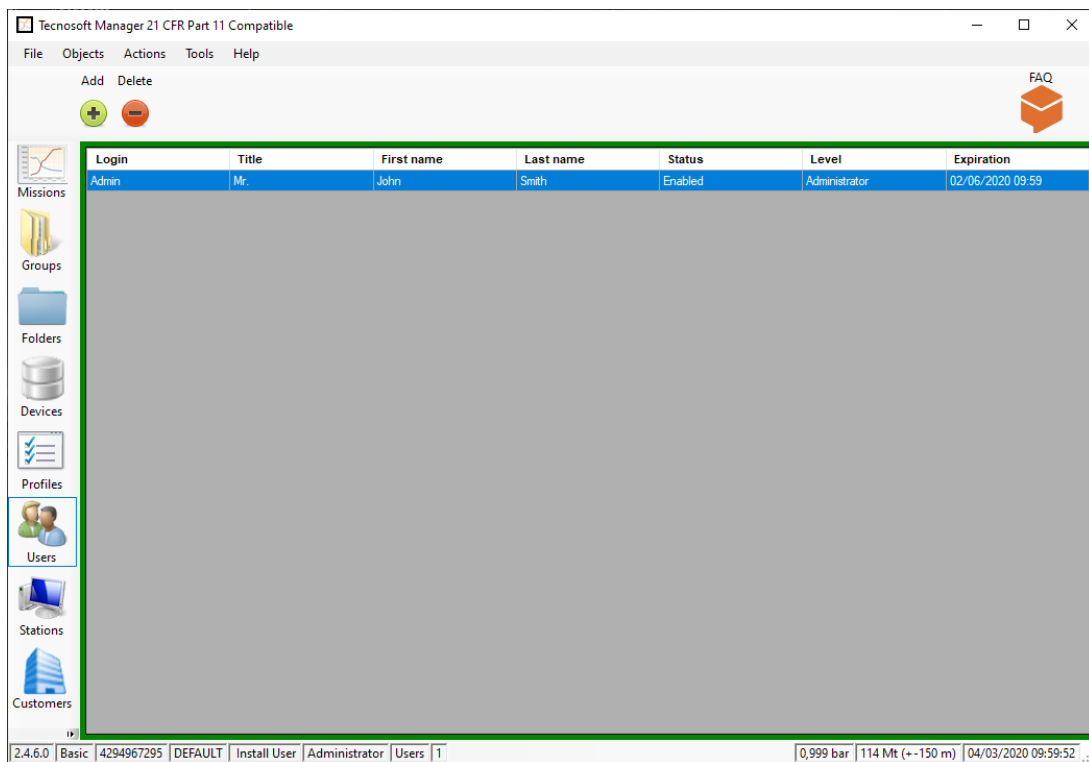 Tecnosoft Manager 21 CFR Part 11 Compatible
File Objects Actions Tools Help
Add Delete
FAQ
Login Title First name Last name Status Level Expiration
Admin Mr. John Smith Enabled Administrator 02/06/2020 09:59
Missions
Groups
Folders
Devices
Profiles
Users
Stations
Customers
2.4.6.0 Basic 4294967295 DEFAULT Install User Administrator Users 1 0,999 bar 114 Mt (+-150 m) 04/03/2020 09:59:52